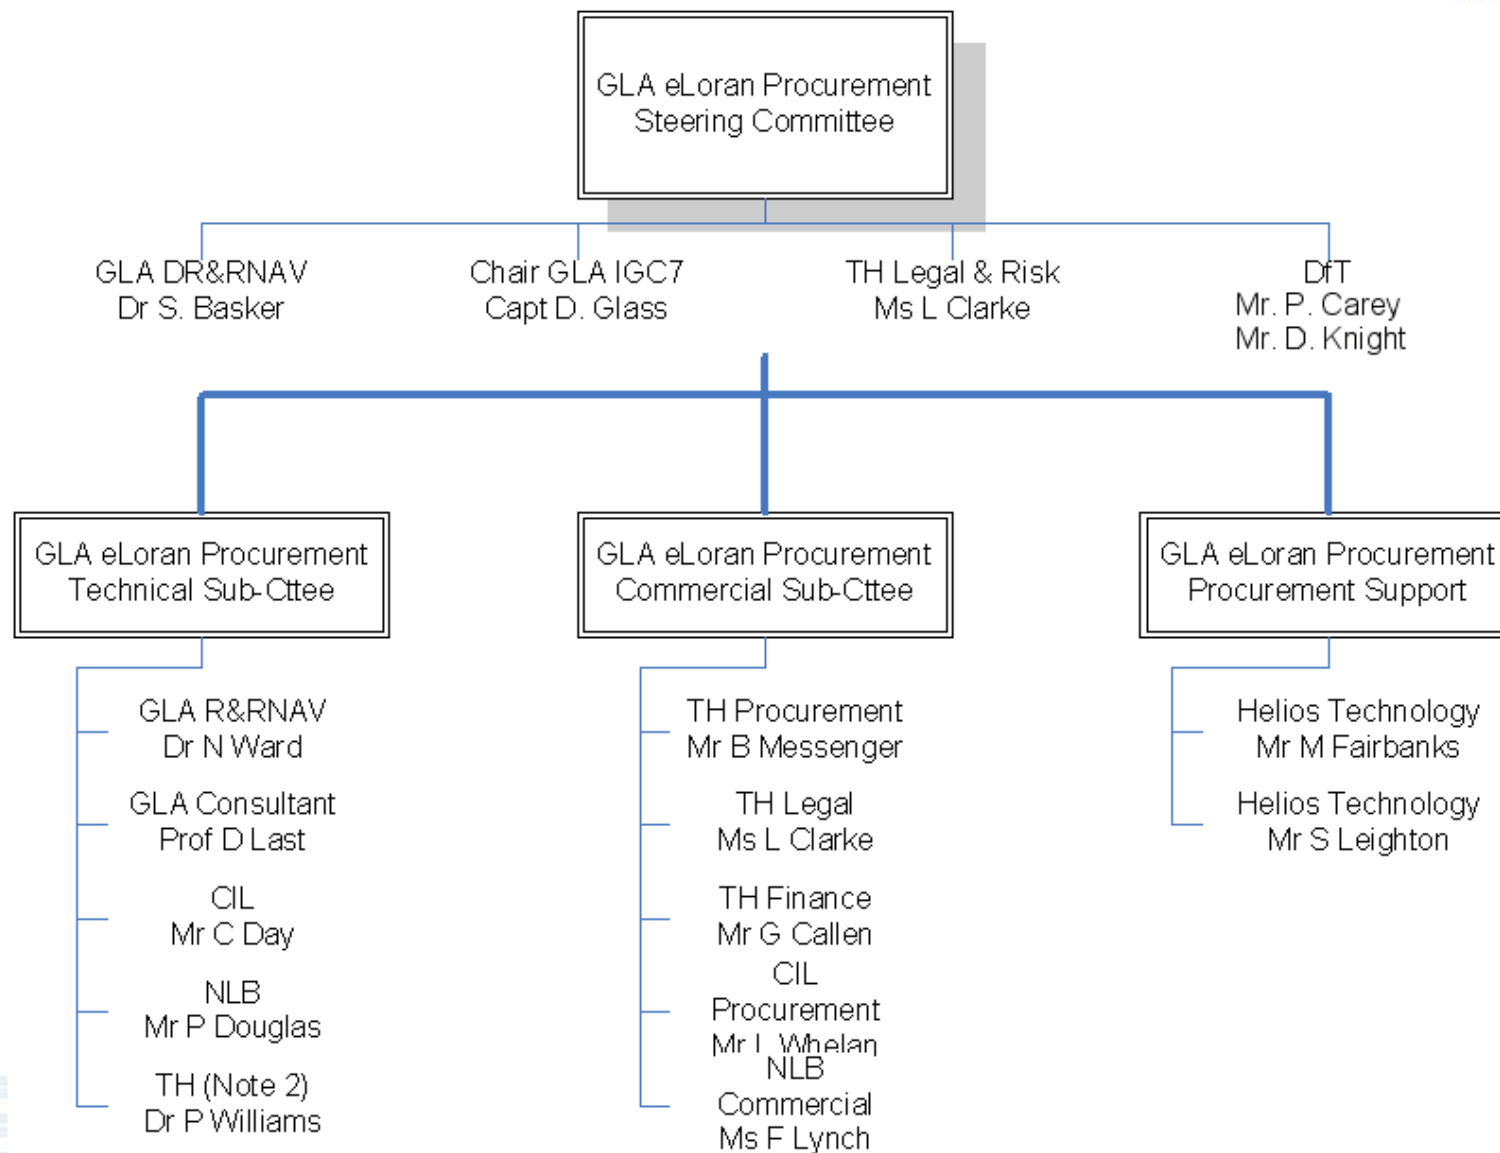 GLA eLoran Procurement
Steering Committee
GLA DR&RNAV
Dr S. Basker
Chair GLA IGC7
Capt D. Glass
TH Legal & Risk
Ms L Clarke
DfT
Mr. P. Carey
Mr. D. Knight
GLA eLoran Procurement
Technical Sub-Cttee
GLA eLoran Procurement
Commercial Sub-Cttee
GLA eLoran Procurement
Procurement Support
GLA R&RNAV
Dr N Ward
GLA Consultant
Prof D Last
CIL
Mr C Day
NLB
Mr P Douglas
TH (Note 2)
Dr P Williams
TH Procurement
Mr B Messenger
TH Legal
Ms L Clarke
TH Finance
Mr G Callen
CIL
Procurement
Mr L Whelan
NLB
Commercial
Ms F Lynch
Helios Technology
Mr M Fairbanks
Helios Technology
Mr S Leighton